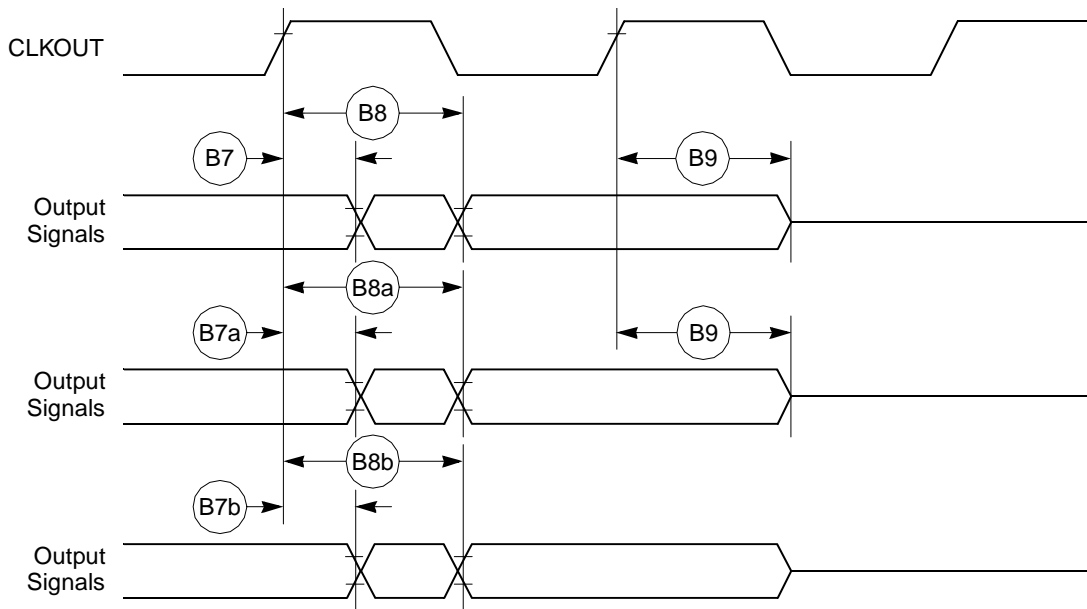 CLKOUT
B8
B7
B9
Output
Signals
B8a
B7a
B9
Output
Signals
B8b
B7b
Output
Signals